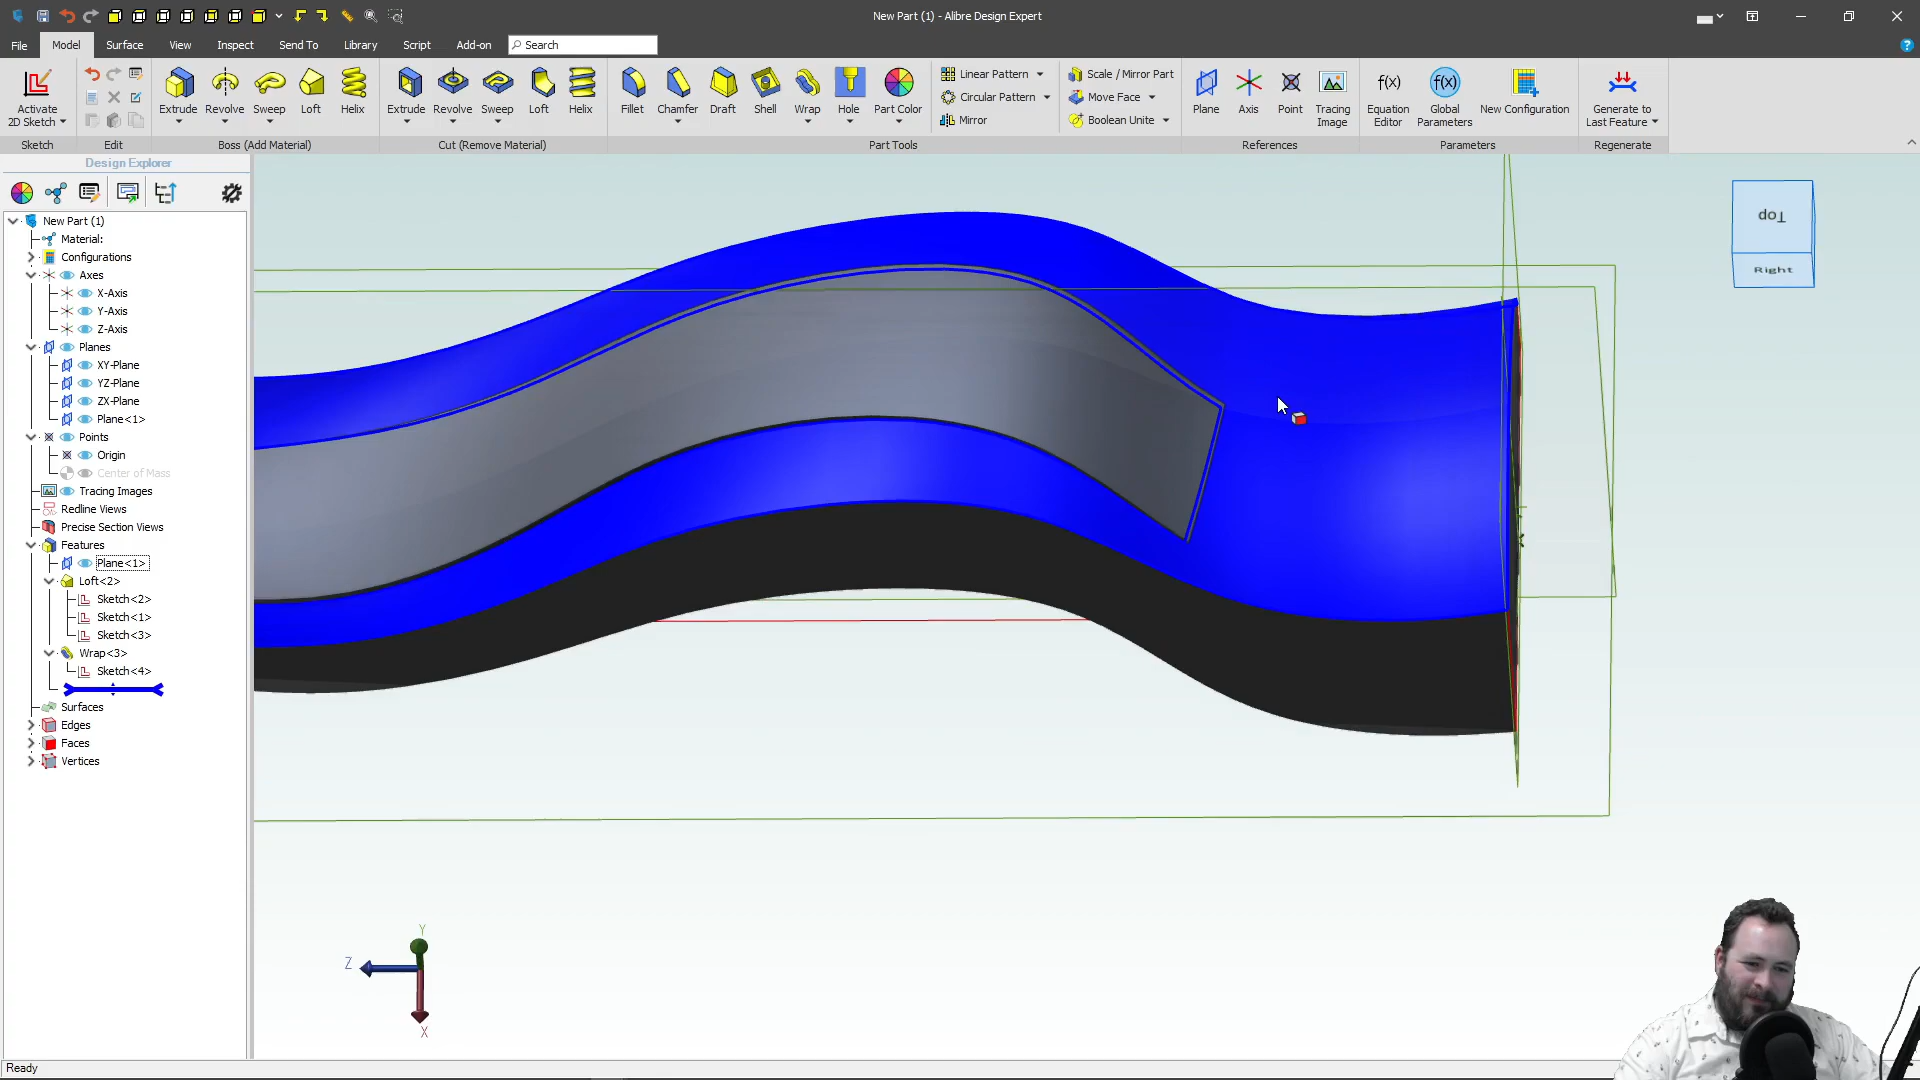 New Part (1) - Alibre Design Expert
File Model Surface View Inspect Send To Library Script Add-on Search
Activate
2D Sketch
Extrude Revolve Sweep Loft Helix
Extrude Revolve Sweep Loft Helix
Fillet Chamfer Draft Shell Wrap Hole Part Color
Linear Pattern
Circular Pattern
Mirror
Scale / Mirror Part
Move Face
Boolean Unite
Plane Axis Point Tracing
Image
Equation
Editor
Global
Parameters
New Configuration
Generate to
Last Feature
Sketch Edit Boss (Add Material) Cut (Remove Material) Part Tools References Parameters Regenerate
Design Explorer
New Part (1)
Material:
Configurations
Axes
X-Axis
Y-Axis
Z-Axis
Planes
XY-Plane
YZ-Plane
ZX-Plane
Plane<1>
Points
Origin
Center of Mass
Tracing Images
Redline Views
Precise Section Views
Features
Plane<1>
Loft<2>
Sketch<2>
Sketch<1>
Sketch<3>
Wrap<3>
Sketch<4>
Surfaces
Edges
Faces
Vertices
Top
Right
Y
Z
X
Ready